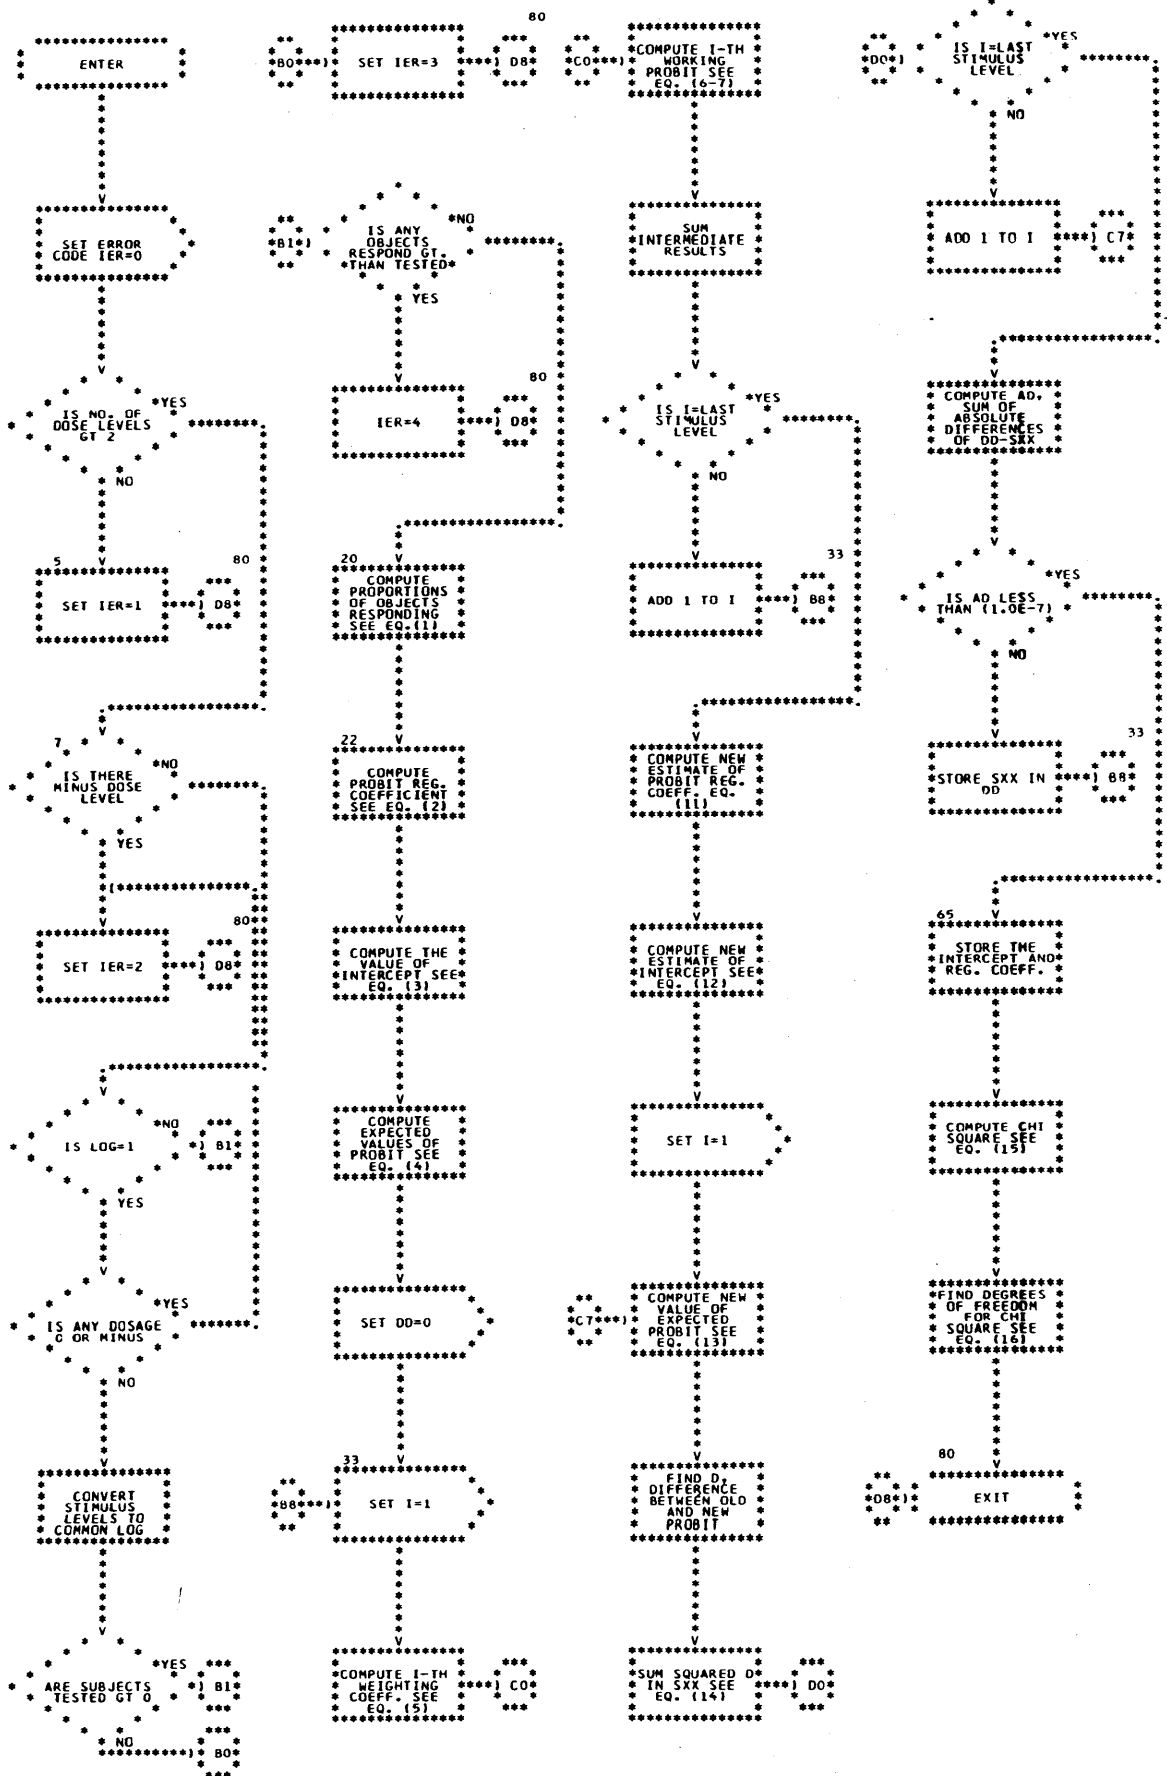 ENTER
SET ERROR
CODE IER=0
IS NO. OF
DOSE LEVELS
GT 2
*YES
NO
5
80
SET IER=1
D8
7
IS THERE
MINUS DOSE
LEVEL
*NO
YES
80
SET IER=2
D8
IS LOG=1
*NO
B1
YES
IS ANY DOSAGE
0 OR MINUS
*YES
NO
CONVERT
STIMULUS
LEVELS TO
COMMON LOG
ARE SUBJECTS
TESTED GT 0
*YES
B1
NO
B0
80
B0
SET IER=3
D8
B1
IS ANY
OBJECTS
RESPOND GT.
*THAN TESTED*
*NO
YES
80
IER=4
D8
20
COMPUTE
PROPORTIONS
OF OBJECTS
RESPONDING
SEE EQ.(1)
22
COMPUTE
PROBIT REG.
COEFFICIENT
SEE EQ. (2)
COMPUTE THE
VALUE OF
INTERCEPT SEE
EQ. (3)
COMPUTE
EXPECTED
VALUES OF
PROBIT SEE
EQ. (4)
SET DD=0
33
B8
SET I=1
COMPUTE I-TH
WEIGHTING
COEFF. SEE
EQ. (5)
C0
C0
COMPUTE I-TH
WORKING
PROBIT SEE
EQ. (6-7)
SUM
INTERMEDIATE
RESULTS
IS I=LAST
STIMULUS
LEVEL
*YES
NO
33
ADD 1 TO I
B8
COMPUTE NEW
ESTIMATE OF
PROBIT REG.
COEFF. EQ.
(11)
COMPUTE NEW
ESTIMATE OF
INTERCEPT SEE
EQ. (12)
SET I=1
C7
COMPUTE NEW
VALUE OF
EXPECTED
PROBIT SEE
EQ. (13)
FIND D,
DIFFERENCE
BETWEEN OLD
AND NEW
PROBIT
SUM SQUARED D
IN SXX SEE
EQ. (14)
D0
D0
IS I=LAST
STIMULUS
LEVEL
*YES
NO
ADD 1 TO I
C7
COMPUTE AD,
SUM OF
ABSOLUTE
DIFFERENCES
OF DD-SXX
IS AD LESS
THAN (1.0E-7)
*YES
NO
33
STORE SXX IN
DD
B8
65
STORE THE
INTERCEPT AND
REG. COEFF.
COMPUTE CHI
SQUARE SEE
EQ. (15)
FIND DEGREES
OF FREEDOM
FOR CHI
SQUARE SEE
EQ. (16)
80
D8
EXIT